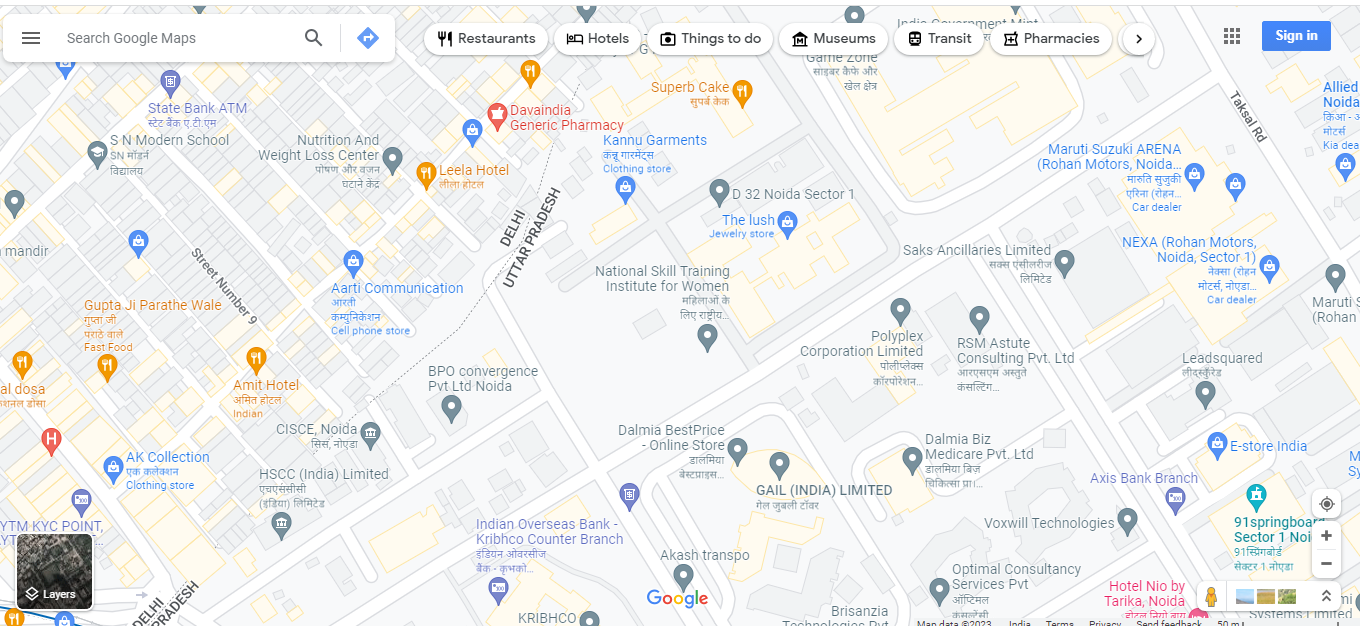 Search Google Maps
Restaurants
Hotels
Things to do
Museums
Transit
Pharmacies
Sign in
India Government Mint
Game Zone
साइबर कैफे और
खेल क्षेत्र
Superb Cake
सुपर्ब केक
State Bank ATM
स्टेट बैंक ए.टी.एम
Davaindia
Generic Pharmacy
S N Modern School
SN मॉडर्न
विद्यालय
Nutrition And
Weight Loss Center
पोषण और वजन
घटाने केंद्र
Leela Hotel
लीला होटल
Kannu Garments
कन्नू गारमेंट्स
Clothing store
Taksal Rd
Allied
Noida
किआ - अ
मोटर्स
Kia dea
Maruti Suzuki ARENA
(Rohan Motors, Noida...
मारुति सुजुकी
एरिना (रोहन...
Car dealer
D 32 Noida Sector 1
The lush
Jewelry store
DELHI
UTTAR PRADESH
mandir
Street Number 9
Aarti Communication
आरती
कम्युनिकेशन
Cell phone store
National Skill Training
Institute for Women
महिलाओं के
लिए राष्ट्रीय...
Saks Ancillaries Limited
सक्स एंसीलरीज
लिमिटेड
NEXA (Rohan Motors,
Noida, Sector 1)
नेक्सा (रोहन
मोटर्स, नोएडा...
Car dealer
Maruti S
(Rohan
Gupta Ji Parathe Wale
गुप्ता जी
पराठे वाले
Fast Food
Polyplex
Corporation Limited
पोलीप्लेक्स
कॉरपोरेशन...
RSM Astute
Consulting Pvt. Ltd
आरएसएम अस्तुते
कंसल्टिंग...
Leadsquared
लीद्स्कुॅरेड
al dosa
Amit Hotel
अमित होटल
Indian
BPO convergence
Pvt Ltd Noida
CISCE, Noida
सिस, नोएडा
Dalmia BestPrice
- Online Store
डालमिया
बेस्टप्राइस...
Dalmia Biz
Medicare Pvt. Ltd
डालमिया बिज़
चिकित्सा प्रा।...
E-store India
AK Collection
एक कलेक्शन
Clothing store
HSCC (India) Limited
एचएससीसी
(इंडिया) लिमिटेड
GAIL (INDIA) LIMITED
गेल जुबली टॉवर
Axis Bank Branch
YTM KYC POINT,
Indian Overseas Bank -
Kribhco Counter Branch
इंडियन ओवरसीज
बैंक - कृभको...
Voxwill Technologies
91springboard
Sector 1 Noi
91स्प्रिंगबोर्ड
सेक्टर 1 नोएडा
Akash transpo
Optimal Consultancy
Services Pvt
ऑप्टिमल
कंसल्टेंसी
Hotel Nio by
Tarika, Noida
होटल नियो बाय
Layers
DELHI
PRADESH
Google
KRIBHCO
Brisanzia
Technologies Pvt
Systems Limited
Map data ©2023
India
Terms
Privacy
Send feedback
50 m